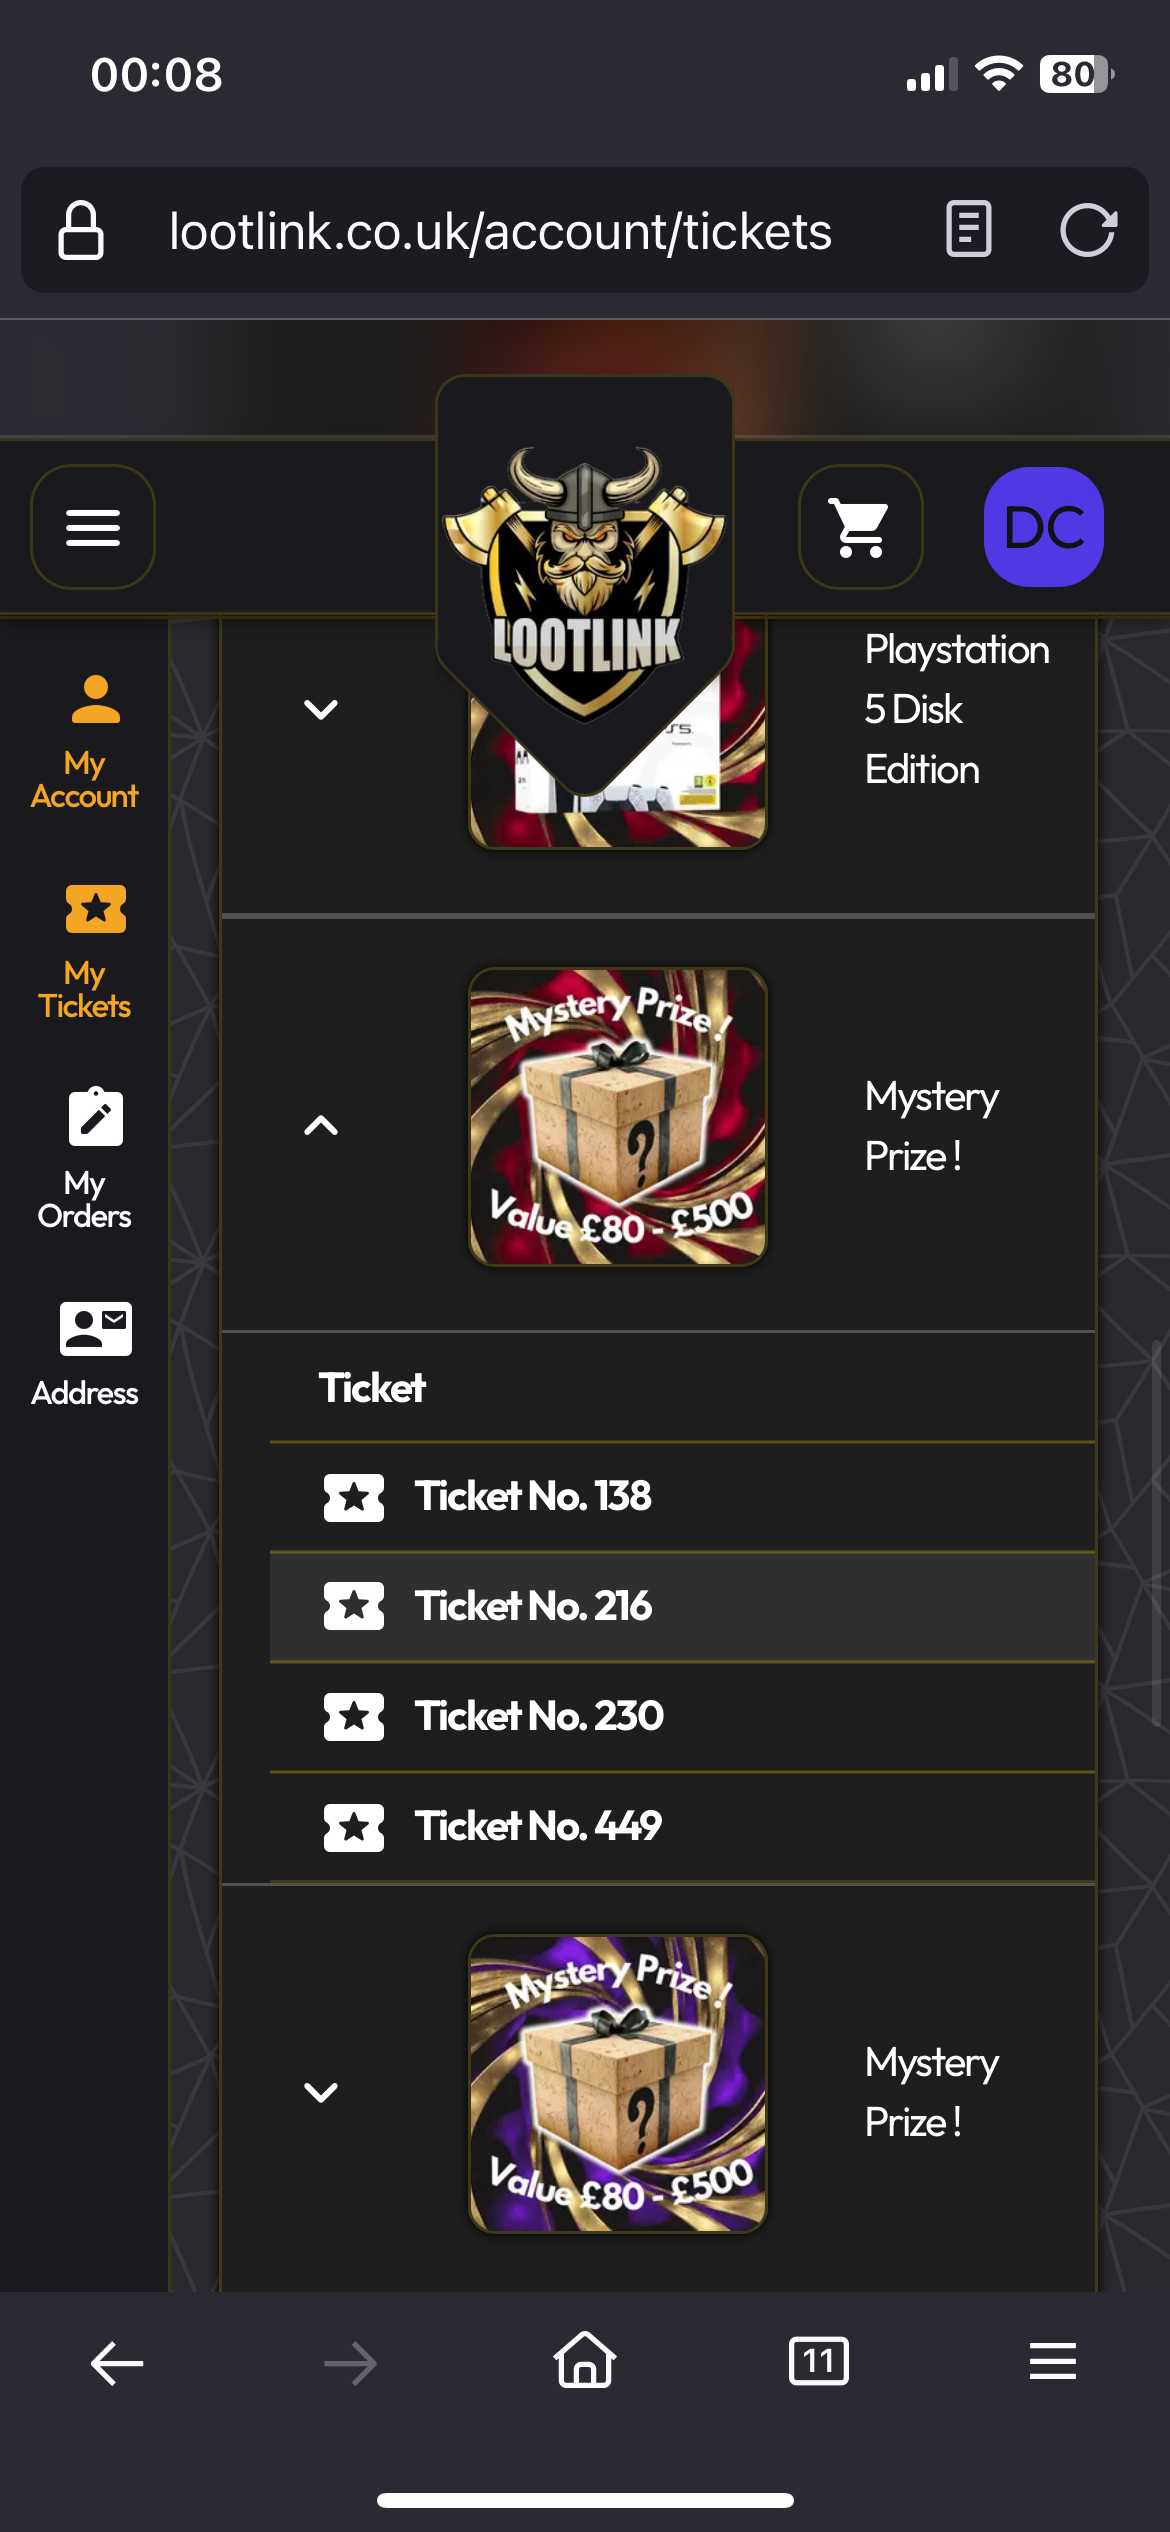 00:08
80
lootlink.co.uk/account/tickets
DC
LOOTLINK
Playstation
5 Disk
Edition
My
Account
My
Tickets
My
Orders
Address
Mystery Prize !
Value £80 - £500
Mystery
Prize !
Ticket
Ticket No. 138
Ticket No. 216
Ticket No. 230
Ticket No. 449
Mystery Prize !
Value £80 - £500
Mystery
Prize !
11